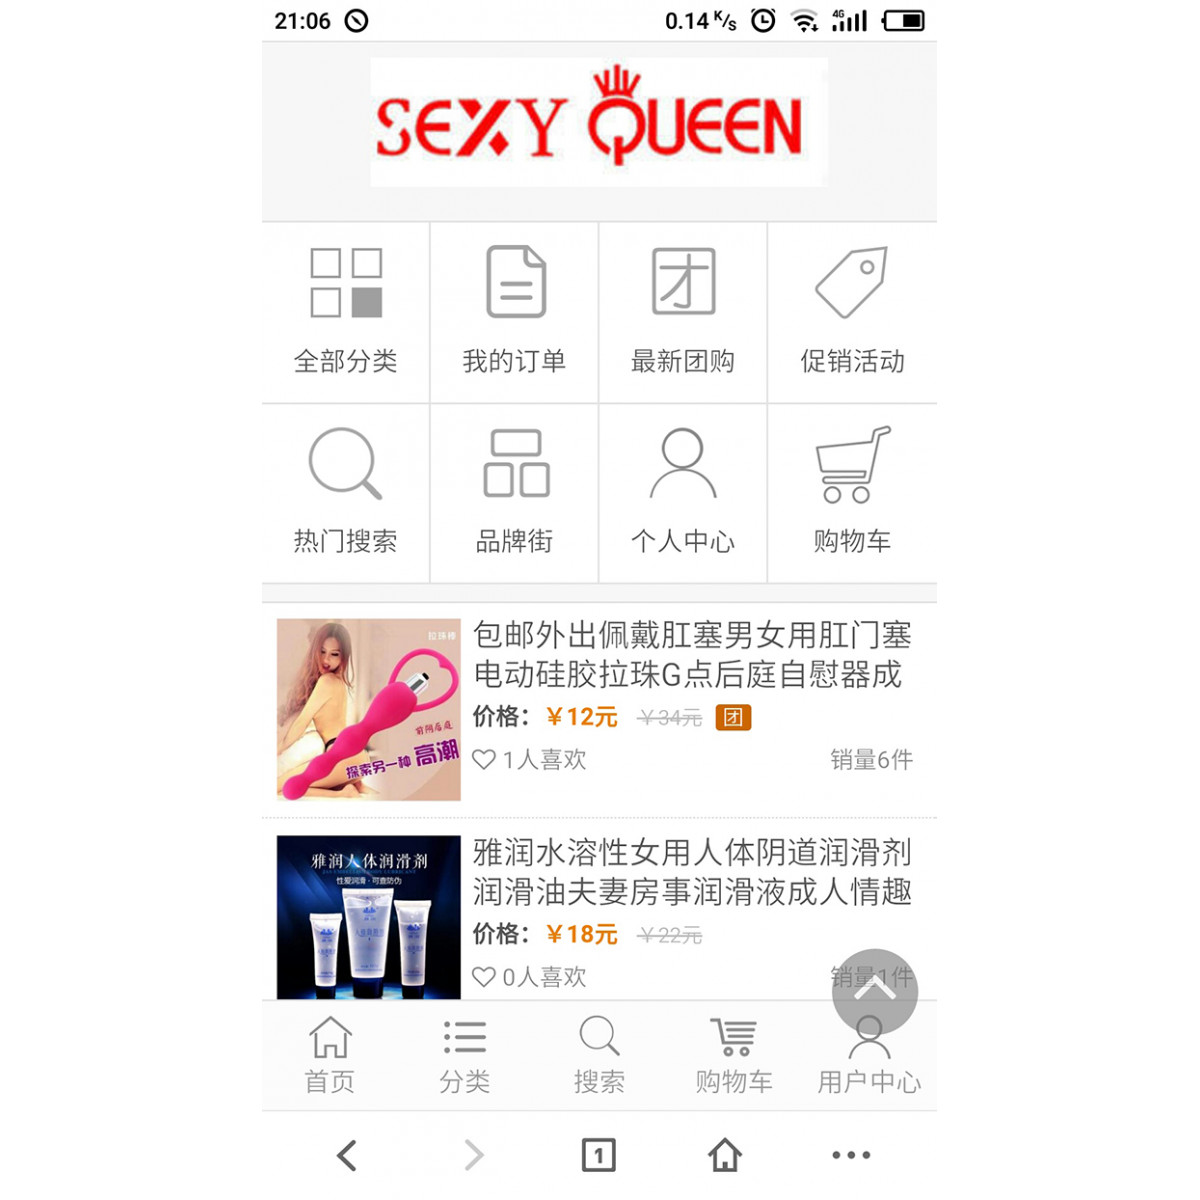 21:06
0.14 K/s
4G
SEXY QUEEN
全部分类
我的订单
团
最新团购
促销活动
热门搜索
品牌街
个人中心
购物车
拉珠棒
前阴后庭
探索另一种 高潮
包邮外出佩戴肛塞男女用肛门塞
电动硅胶拉珠G点后庭自慰器成
价格：￥12元 ￥34元 团
1人喜欢
销量6件
雅润人体润滑剂
性爱润滑·可查防伪
雅润水溶性女用人体阴道润滑剂
润滑油夫妻房事润滑液成人情趣
价格：￥18元 ￥22元
0人喜欢
销量1件
首页
分类
搜索
购物车
用户中心
1